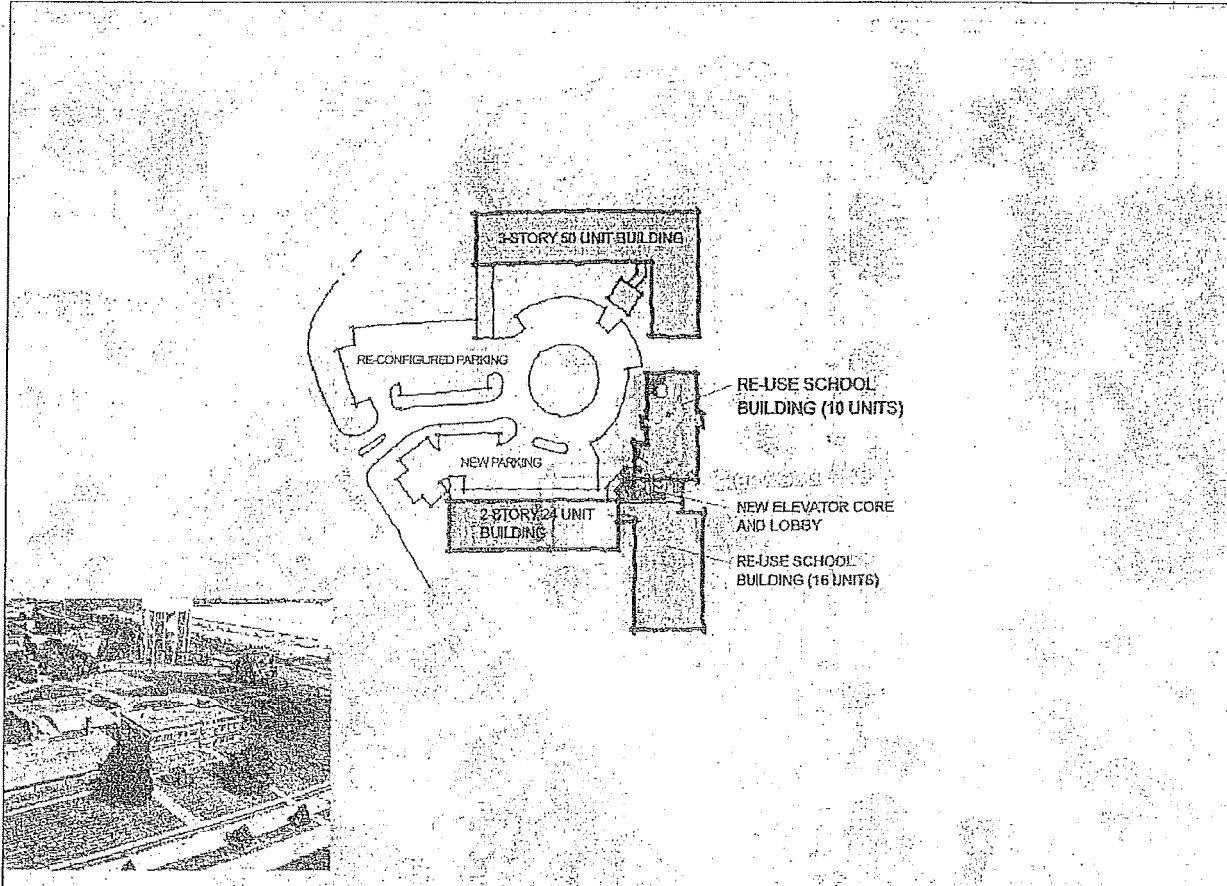 3-STORY 50 UNIT BUILDING
RE-CONFIGURED PARKING
RE-USE SCHOOL
BUILDING (10 UNITS)
NEW PARKING
NEW ELEVATOR CORE
AND LOBBY
2-STORY 24 UNIT
BUILDING
RE-USE SCHOOL
BUILDING (16 UNITS)